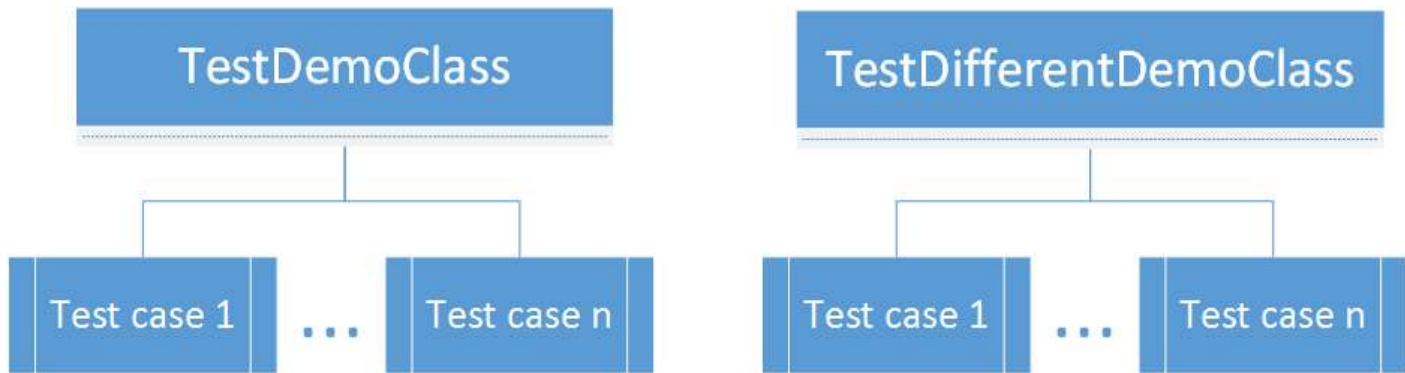 TestDemoClass
TestDifferentDemoClass
Test case 1
...
Test case n
Test case 1
...
Test case n